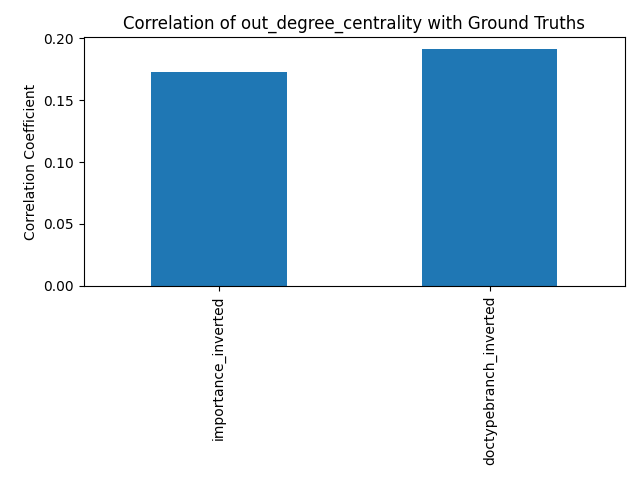 Correlation of out_degree_centrality with Ground Truths
Correlation Coefficient
0.20
0.15
0.10
0.05
0.00
importance_inverted
doctypebranch_inverted